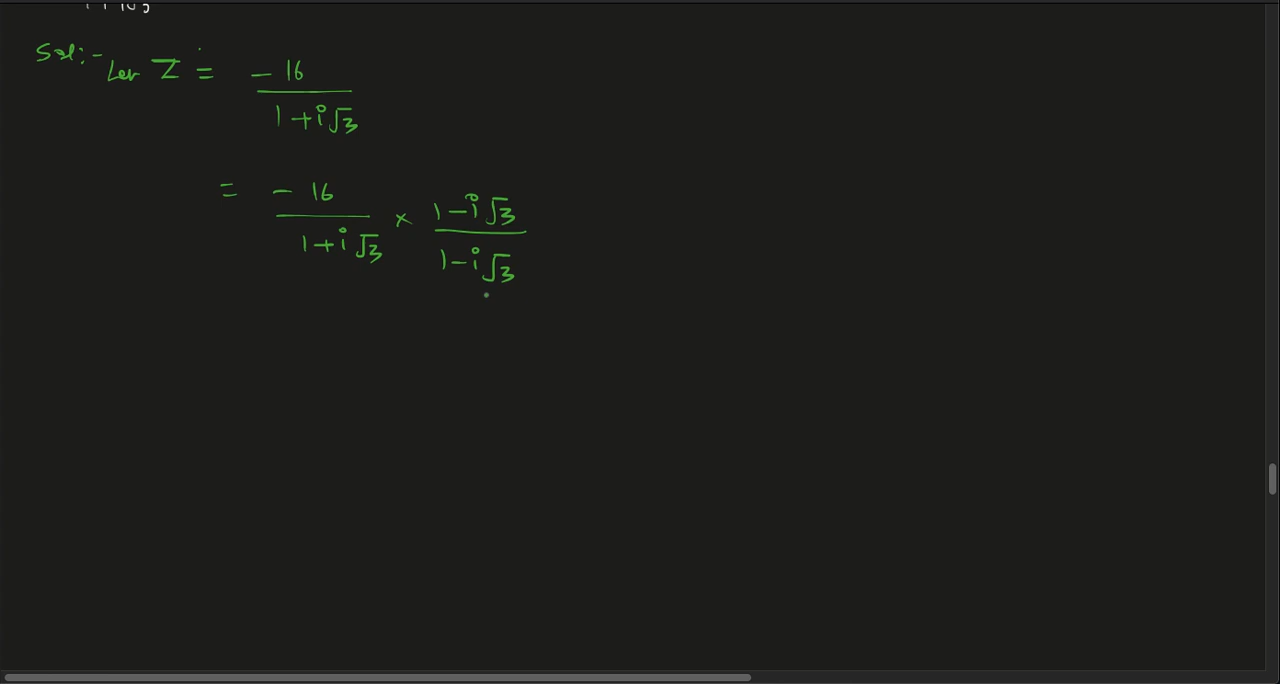 Sol:- Let Z = -16 / 1+i√3
= -16 / 1+i√3 × 1-i√3 / 1-i√3